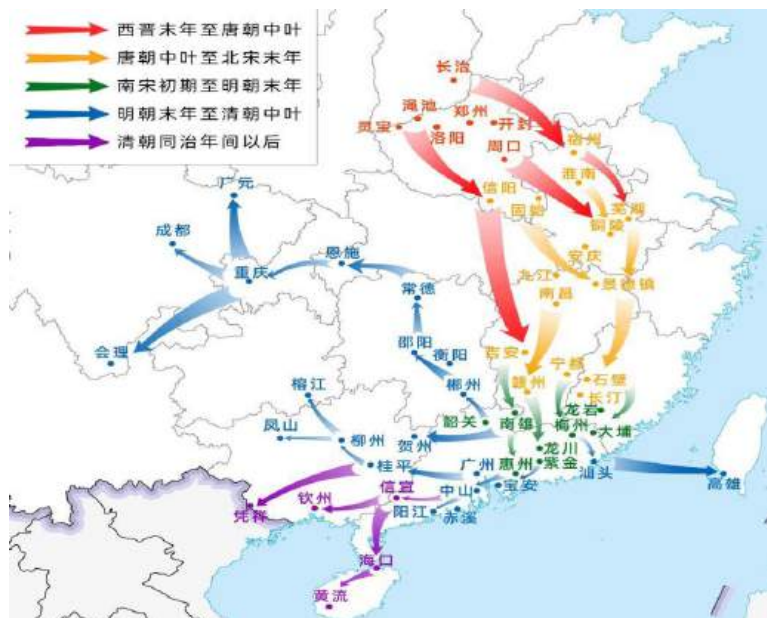 西晋末年至唐朝中叶
唐朝中叶至北宋末年
南宋初期至明朝末年
明朝末年至清朝中叶
清朝同治年间以后
长治
渑池
郑州
灵宝
洛阳
开封
周口
宿州
淮南
信阳
固始
芜湖
铜陵
安庆
九江
景德镇
南昌
广元
成都
重庆
恩施
常德
会理
邵阳
衡阳
吉安
宁都
赣州
石壁
长汀
郴州
榕江
龙岩
韶关
南雄
梅州
大埔
凤山
柳州
贺州
龙川
桂平
广州
惠州
紫金
汕头
高雄
信宜
中山
宝安
钦州
凭祥
阳江
赤溪
海口
黄流